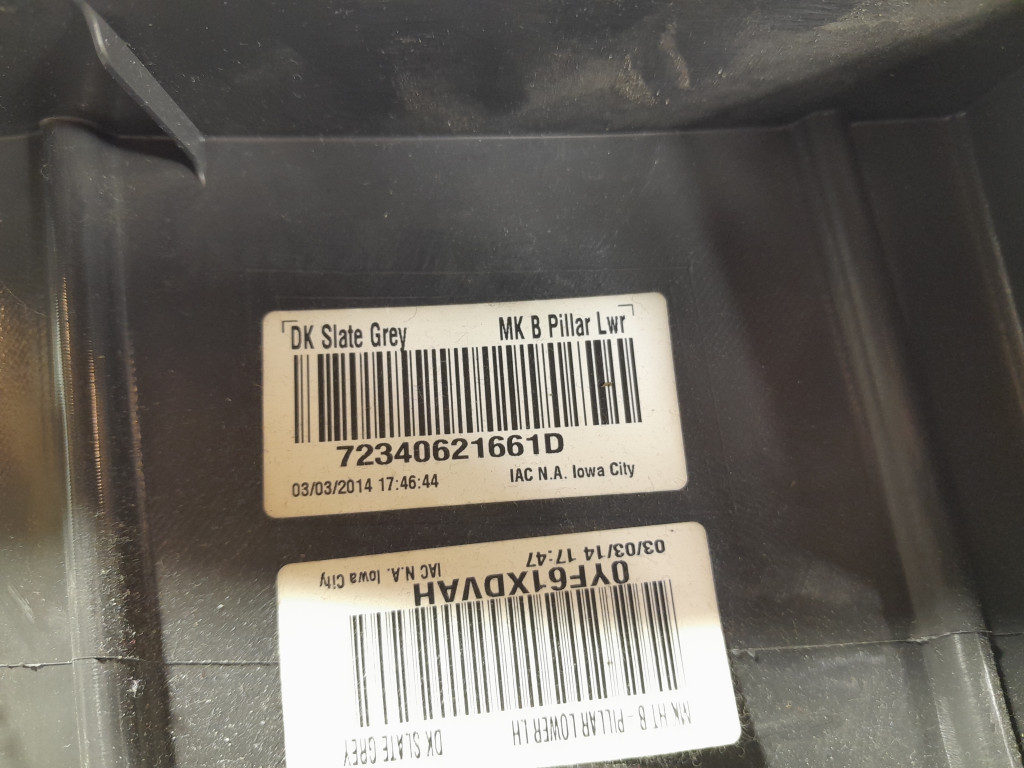 DK Slate Grey MK B Pillar Lwr
72340621661D
03/03/2014 17:46:44 IAC N.A. Iowa City
MK HT B - PILLAR LOWER LH DK SLATE GREY
0YF61XDVAH
03/03/14 17:47 IAC N.A. Iowa City